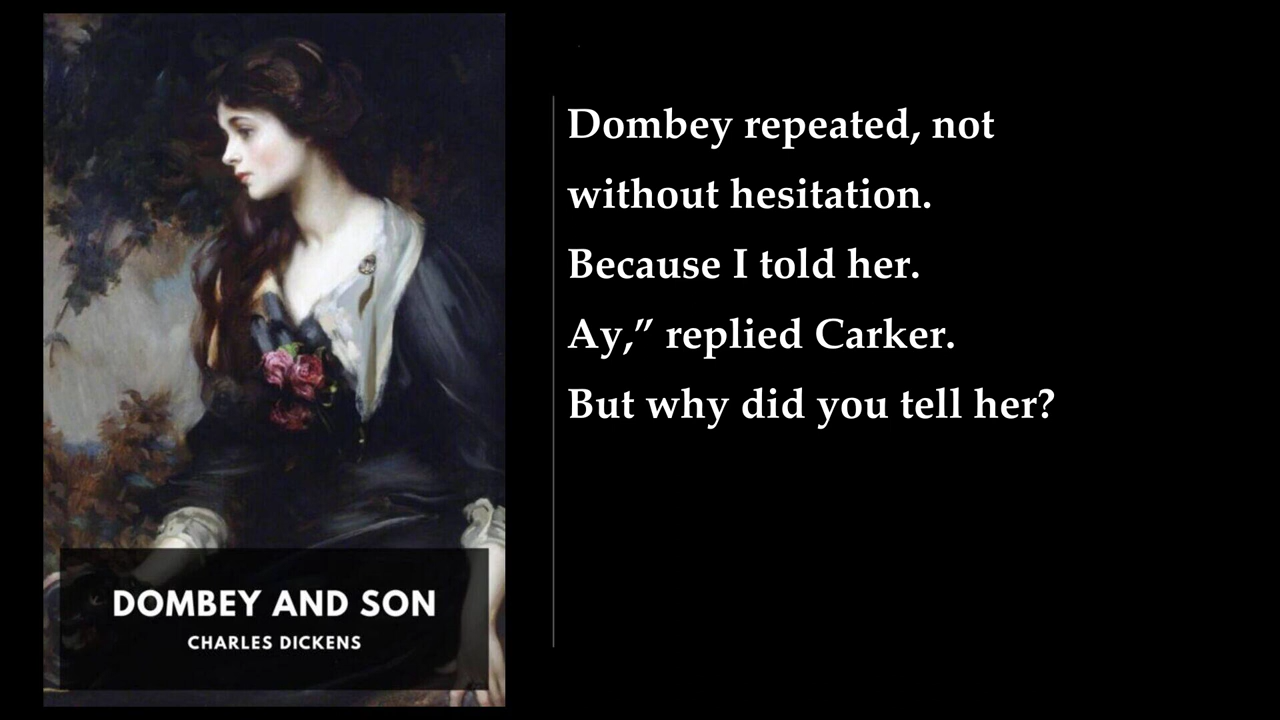 DOMBEY AND SON
CHARLES DICKENS
Dombey repeated, not
without hesitation.
Because I told her.
Ay,” replied Carker.
But why did you tell her?